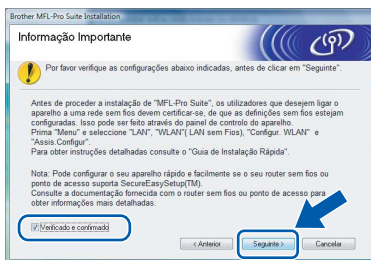 Brother MFL-Pro Suite Installation
Informação Importante
Por favor verifique as configurações abaixo indicadas, antes de clicar em "Seguinte".
Antes de proceder a instalação de "MFL-Pro Suite", os utilizadores que desejem ligar o
aparelho a uma rede sem fios devem certificar-se, de que as definições sem fios estejam
configuradas. Isso pode ser feito através do painel de controlo do aparelho.
Prima "Menu" e seleccione "LAN", "WLAN"( LAN sem Fios), "Configur. WLAN" e
"Assis.Configur".
Para obter instruções detalhadas consulte o "Guia de Instalação Rápida".
Nota: Pode configurar o seu aparelho rápido e facilmente se o seu router sem fios ou
ponto de acesso suporta SecureEasySetup(TM).
Consulte a documentação fornecida com o router sem fios ou ponto de acesso para
obter informações mais detalhadas.
Verificado e confirmado
< Anterior
Seguinte >
Cancelar